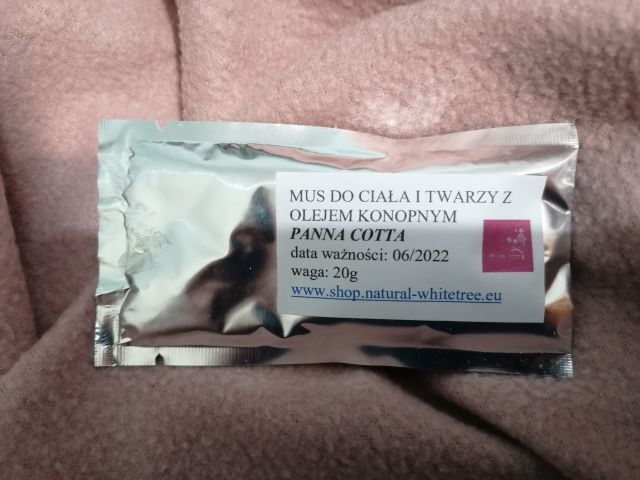 MUS DO CIAŁA I TWARZY Z
OLEJEM KONOPNYM
PANNA COTTA
data ważności: 06/2022
waga: 20g
www.shop.natural-whitetree.eu